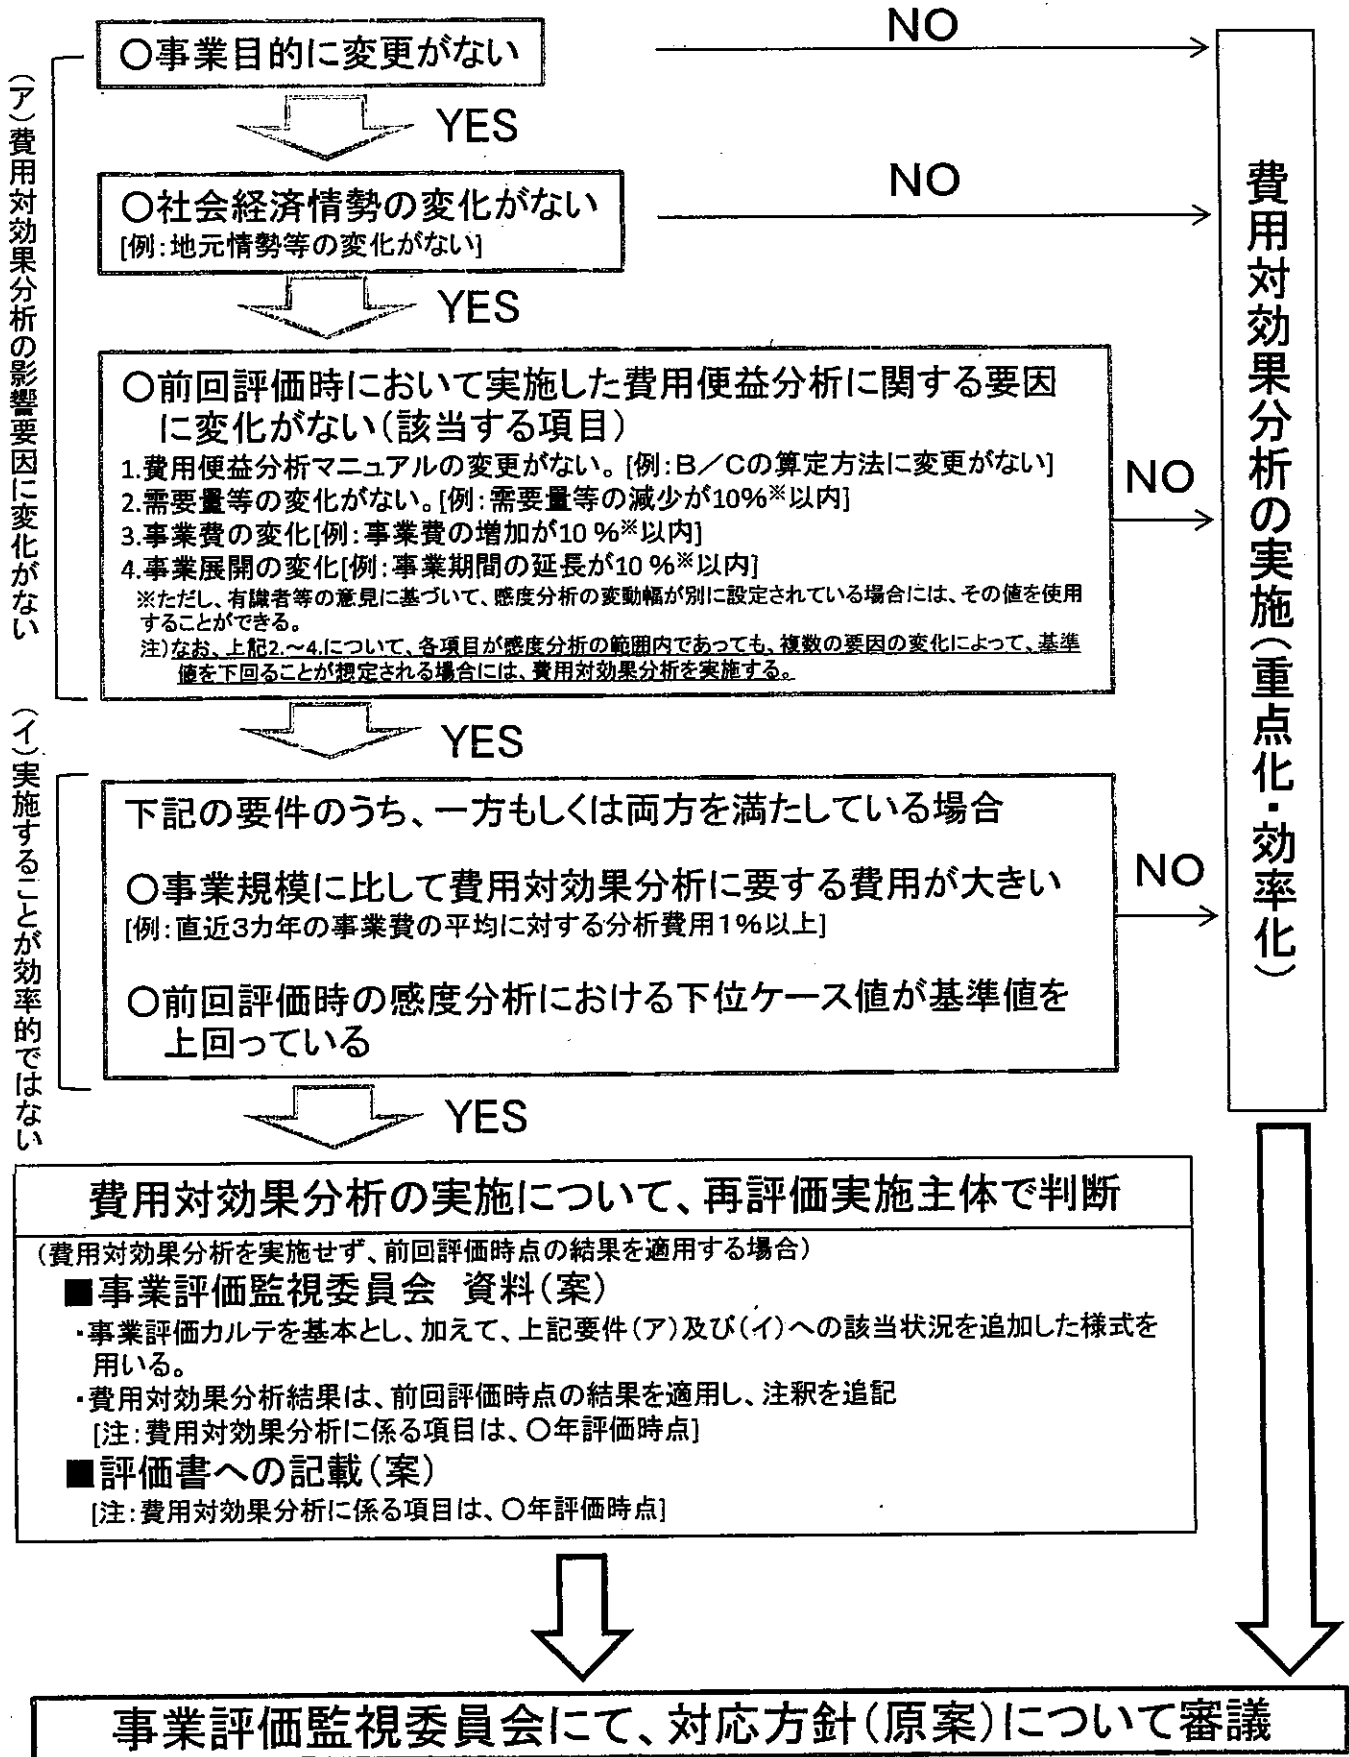 ○事業目的に変更がない
NO
YES
○社会経済情勢の変化がない
[例:地元情勢等の変化がない]
NO
YES
○前回評価時において実施した費用便益分析に関する要因
に変化がない(該当する項目)
1.費用便益分析マニュアルの変更がない。[例:B/Cの算定方法に変更がない]
2.需要量等の変化がない。[例:需要量等の減少が10%※以内]
3.事業費の変化[例:事業費の増加が10%※以内]
4.事業展開の変化[例:事業期間の延長が10%※以内]
※ただし、有識者等の意見に基づいて、感度分析の変動幅が別に設定されている場合には、その値を使用
することができる。
注)なお、上記2.~4.について、各項目が感度分析の範囲内であっても、複数の要因の変化によって、基準
値を下回ることが想定される場合には、費用対効果分析を実施する。
NO
YES
(ア)費用対効果分析の影響要因に変化がない
下記の要件のうち、一方もしくは両方を満たしている場合
○事業規模に比して費用対効果分析に要する費用が大きい
[例:直近3カ年の事業費の平均に対する分析費用1%以上]
○前回評価時の感度分析における下位ケース値が基準値を
上回っている
NO
YES
(イ)実施することが効率的ではない
費用対効果分析の実施(重点化・効率化)
費用対効果分析の実施について、再評価実施主体で判断
(費用対効果分析を実施せず、前回評価時点の結果を適用する場合)
■事業評価監視委員会 資料(案)
・事業評価カルテを基本とし、加えて、上記要件(ア)及び(イ)への該当状況を追加した様式を
用いる。
・費用対効果分析結果は、前回評価時点の結果を適用し、注釈を追記
[注:費用対効果分析に係る項目は、○年評価時点]
■評価書への記載(案)
[注:費用対効果分析に係る項目は、○年評価時点]
事業評価監視委員会にて、対応方針(原案)について審議